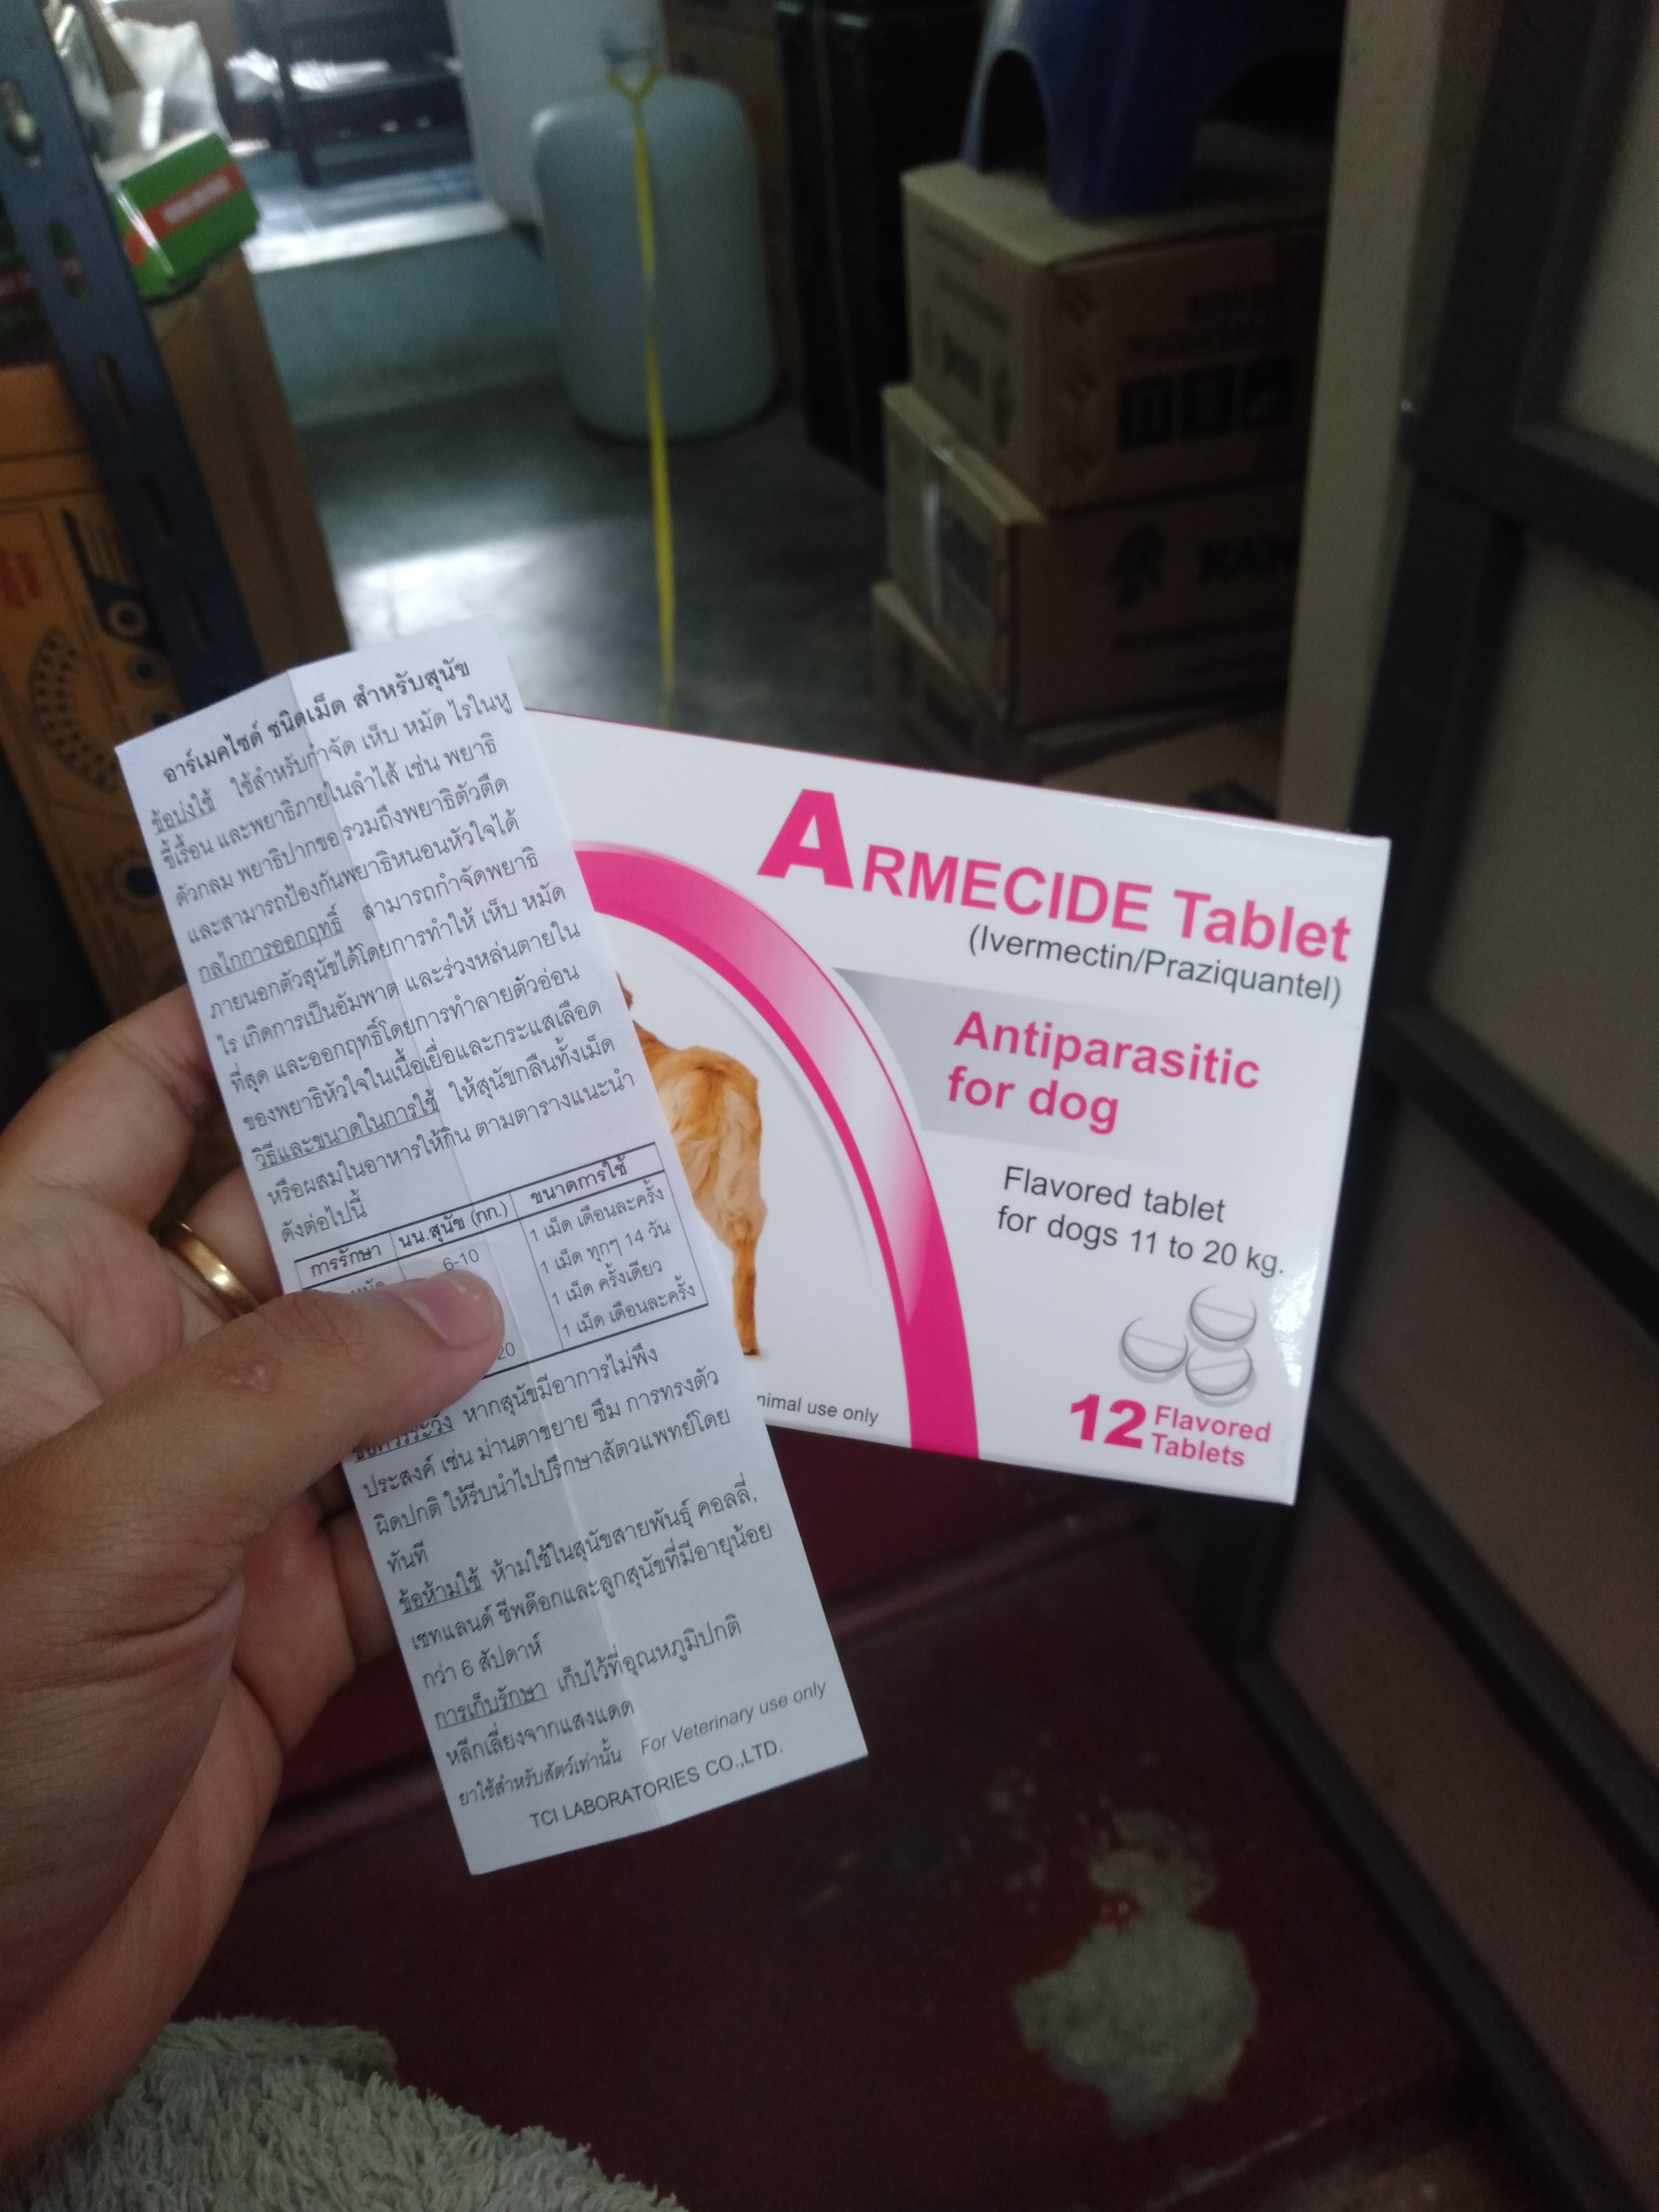 อาร์เมคไซด์ ชนิดเม็ด สำหรับสุนัข
ข้อบ่งใช้ ใช้สำหรับกำจัด เห็บ หมัด ไรในหู
ขี้เรื้อน และพยาธิภายในลำไส้ เช่น พยาธิ
ตัวกลม พยาธิปากขอ รวมถึงพยาธิตัวตืด
และสามารถป้องกันพยาธิหนอนหัวใจได้
กลไกการออกฤทธิ์ สามารถกำจัดพยาธิ
ภายนอกตัวสุนัขได้โดยการทำให้ เห็บ หมัด
ไร เกิดการเป็นอัมพาต และร่วงหล่นตายใน
ที่สุด และออกฤทธิ์โดยการทำลายตัวอ่อน
ของพยาธิหัวใจในเนื้อเยื่อและกระแสเลือด
วิธีและขนาดในการใช้ ให้สุนัขกลืนทั้งเม็ด
หรือผสมในอาหารให้กิน ตามตารางแนะนำ
ดังต่อไปนี้
การรักษา นน.สุนัข (กก.) ขนาดการใช้
6-10 1 เม็ด เดือนละครั้ง
1 เม็ด ทุกๆ 14 วัน
1 เม็ด ครั้งเดียว
20 1 เม็ด เดือนละครั้ง
หากสุนัขมีอาการไม่พึง
ประสงค์ เช่น ม่านตาขยาย ซึม การทรงตัว
ผิดปกติ ให้รีบนำไปปรึกษาสัตวแพทย์โดย
ทันที
ข้อห้ามใช้ ห้ามใช้ในสุนัขสายพันธุ์ คอลลี่,
เชทแลนด์ ชีพด๊อกและลูกสุนัขที่มีอายุน้อย
กว่า 6 สัปดาห์
การเก็บรักษา เก็บไว้ที่อุณหภูมิปกติ
หลีกเลี่ยงจากแสงแดด
ยาใช้สำหรับสัตว์เท่านั้น For Veterinary use only
TCI LABORATORIES CO.,LTD.
ARMECIDE Tablet
(Ivermectin/Praziquantel)
Antiparasitic
for dog
Flavored tablet
for dogs 11 to 20 kg.
12 Flavored
Tablets
nimal use only